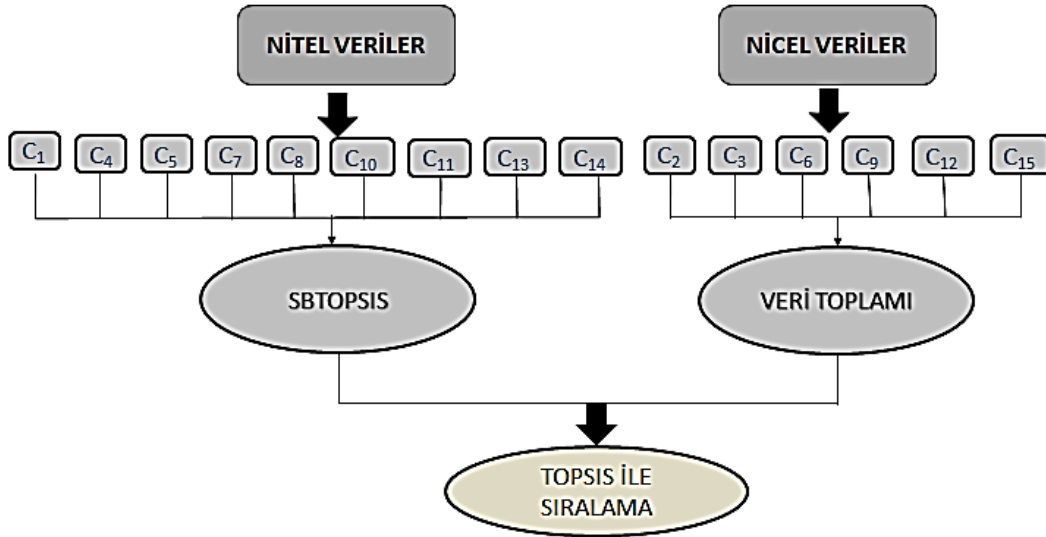 NİTEL VERİLER
NİCEL VERİLER
C1 C4 C5 C7 C8 C10 C11 C13 C14
C2 C3 C6 C9 C12 C15
SBTOPSIS
VERİ TOPLAMI
TOPSIS İLE
SIRALAMA